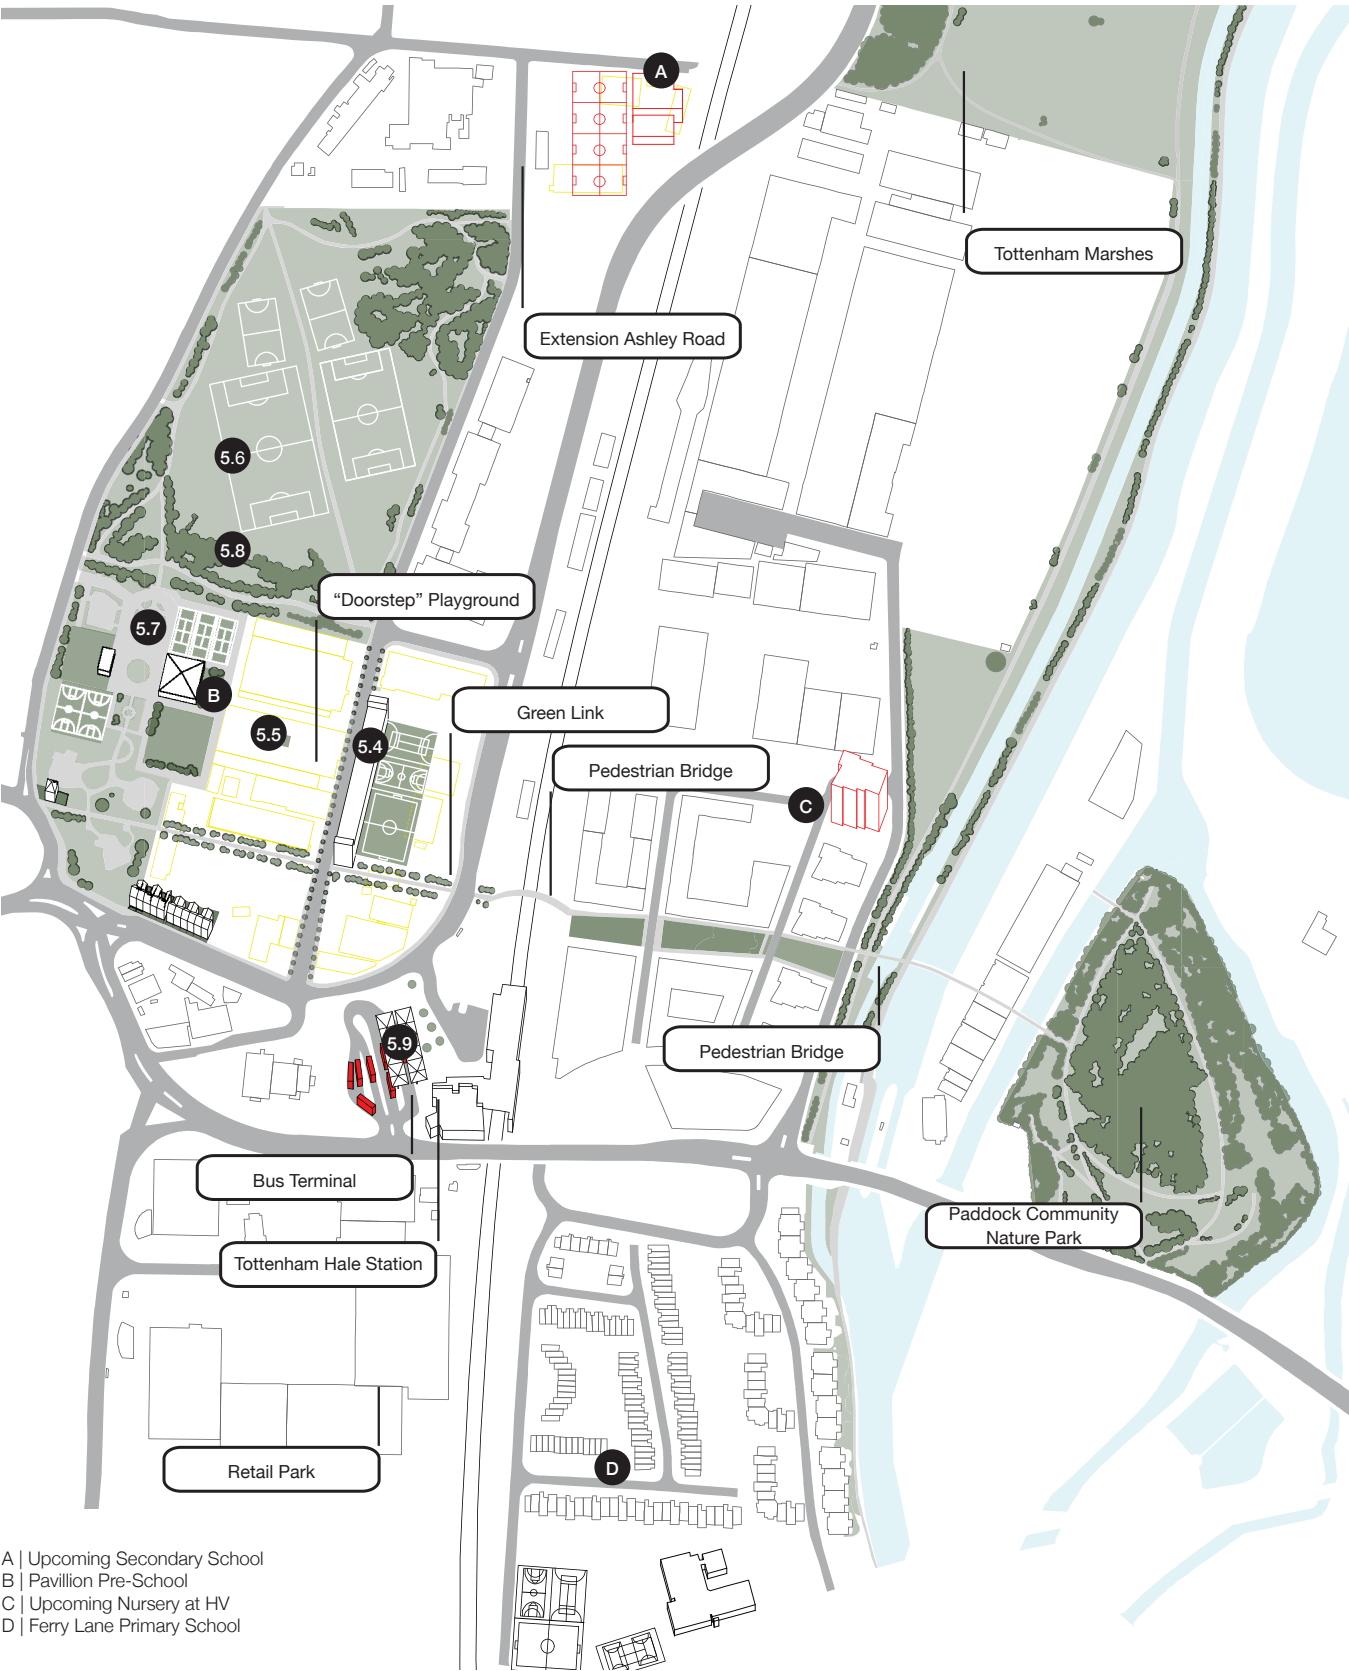 A
Tottenham Marshes
Extension Ashley Road
5.6
5.8
“Doorstep” Playground
5.7
B
Green Link
5.5
5.4
Pedestrian Bridge
C
5.9
Pedestrian Bridge
Bus Terminal
Paddock Community
Nature Park
Tottenham Hale Station
Retail Park
D
A | Upcoming Secondary School
B | Pavillion Pre-School
C | Upcoming Nursery at HV
D | Ferry Lane Primary School